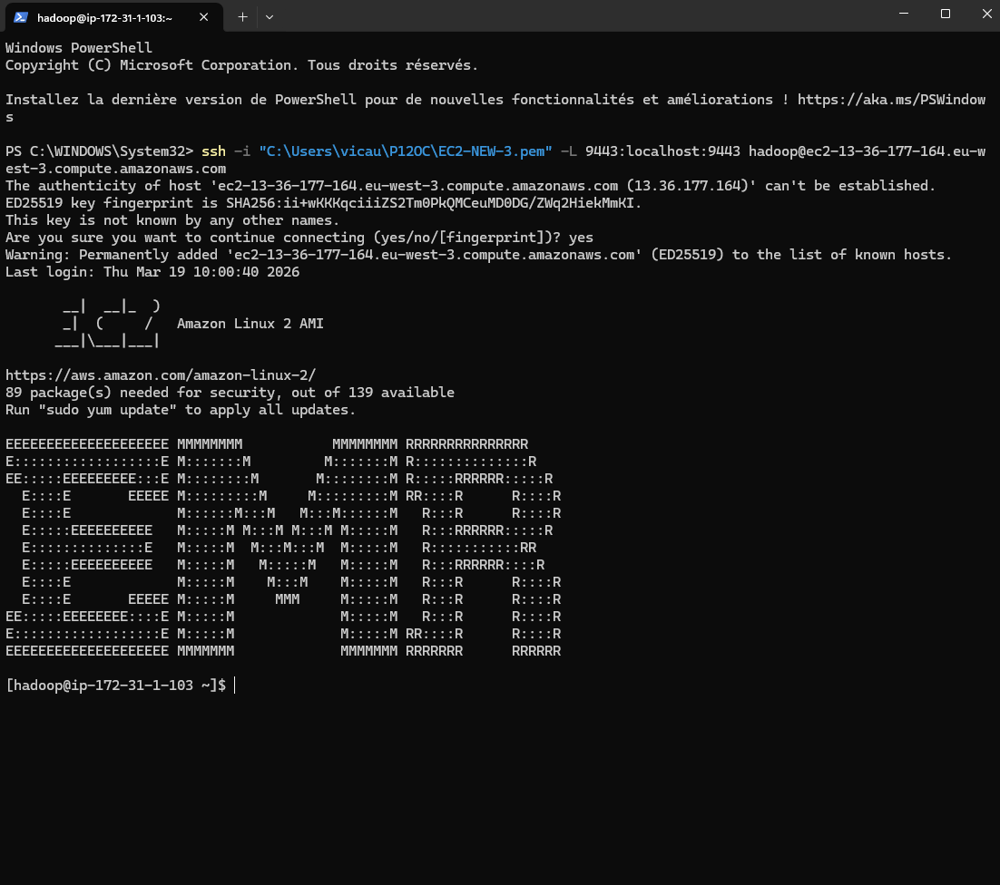 hadoop@ip-172-31-1-103:~
Windows PowerShell
Copyright (C) Microsoft Corporation. Tous droits réservés.
Installez la dernière version de PowerShell pour de nouvelles fonctionnalités et améliorations ! https://aka.ms/PSWindow
s
PS C:\WINDOWS\System32> ssh -i "C:\Users\vicau\P12OC\EC2-NEW-3.pem" -L 9443:localhost:9443 hadoop@ec2-13-36-177-164.eu-w
est-3.compute.amazonaws.com
The authenticity of host 'ec2-13-36-177-164.eu-west-3.compute.amazonaws.com (13.36.177.164)' can't be established.
ED25519 key fingerprint is SHA256:ii+wKKKqciiiZS2Tm0PkQMCeuMD0DG/ZWq2HiekMmKI.
This key is not known by any other names.
Are you sure you want to continue connecting (yes/no/[fingerprint])? yes
Warning: Permanently added 'ec2-13-36-177-164.eu-west-3.compute.amazonaws.com' (ED25519) to the list of known hosts.
Last login: Thu Mar 19 10:00:40 2026
       __|  __|_  )
       _|  (     /   Amazon Linux 2 AMI
      ___|\___|___|
https://aws.amazon.com/amazon-linux-2/
89 package(s) needed for security, out of 139 available
Run "sudo yum update" to apply all updates.
EEEEEEEEEEEEEEEEEEEE MMMMMMMM           MMMMMMMM RRRRRRRRRRRRRRR
E::::::::::::::::::E M:::::::M         M:::::::M R::::::::::::::R
EE:::::EEEEEEEEE:::E M::::::::M       M::::::::M R:::::RRRRRR:::::R
  E::::E       EEEEE M:::::::::M     M:::::::::M RR::::R      R::::R
  E::::E             M::::::M:::M   M:::M::::::M   R:::R      R::::R
  E:::::EEEEEEEEEE   M:::::M M:::M M:::M M:::::M   R:::RRRRRR:::::R
  E::::::::::::::E   M:::::M  M:::M:::M  M:::::M   R:::::::::::RR
  E:::::EEEEEEEEEE   M:::::M   M:::::M   M:::::M   R:::RRRRRR::::R
  E::::E             M:::::M    M:::M    M:::::M   R:::R      R::::R
  E::::E       EEEEE M:::::M     MMM     M:::::M   R:::R      R::::R
EE:::::EEEEEEEE::::E M:::::M             M:::::M   R:::R      R::::R
E::::::::::::::::::E M:::::M             M:::::M RR::::R      R::::R
EEEEEEEEEEEEEEEEEEEE MMMMMMM             MMMMMMM RRRRRRR      RRRRRR
[hadoop@ip-172-31-1-103 ~]$